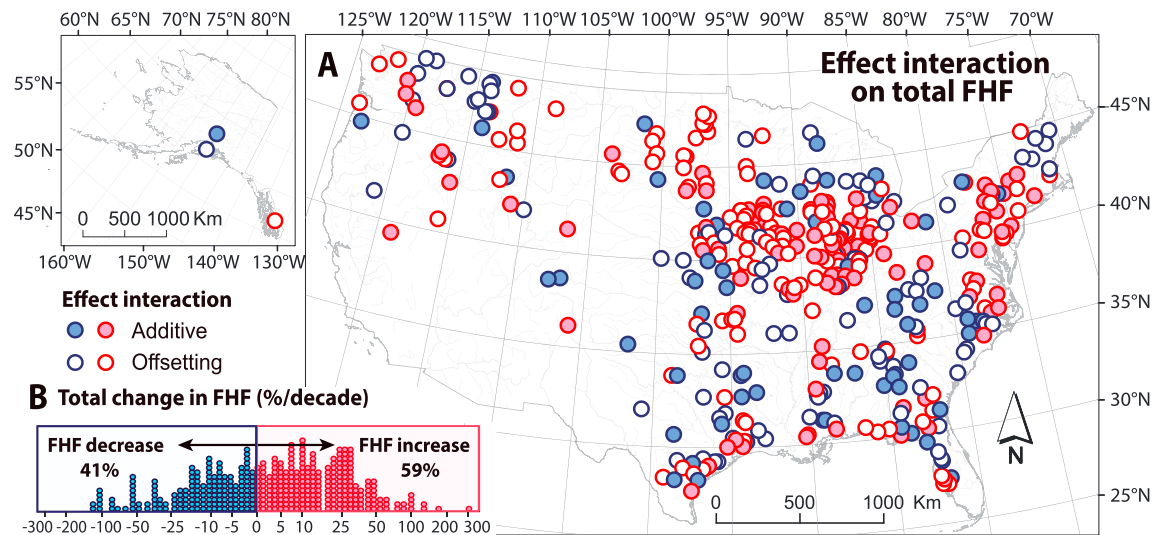 60°W 65°W 70°W 75°W 80°W
125°W 120°W 115°W 110°W 105°W 100°W 95°W 90°W 85°W 80°W 75°W 70°W
A
Effect interaction
on total FHF
55°N
50°N
45°N
0 500 1000 Km
160°W 150°W 140°W 130°W
45°N
40°N
35°N
30°N
25°N
Effect interaction
Additive
Offsetting
B Total change in FHF (%/decade)
FHF decrease
41%
FHF increase
59%
-300 -200 -100 -50 -25 -10 -5 0 5 10 25 50 100 200 300
N
0 500 1000 Km